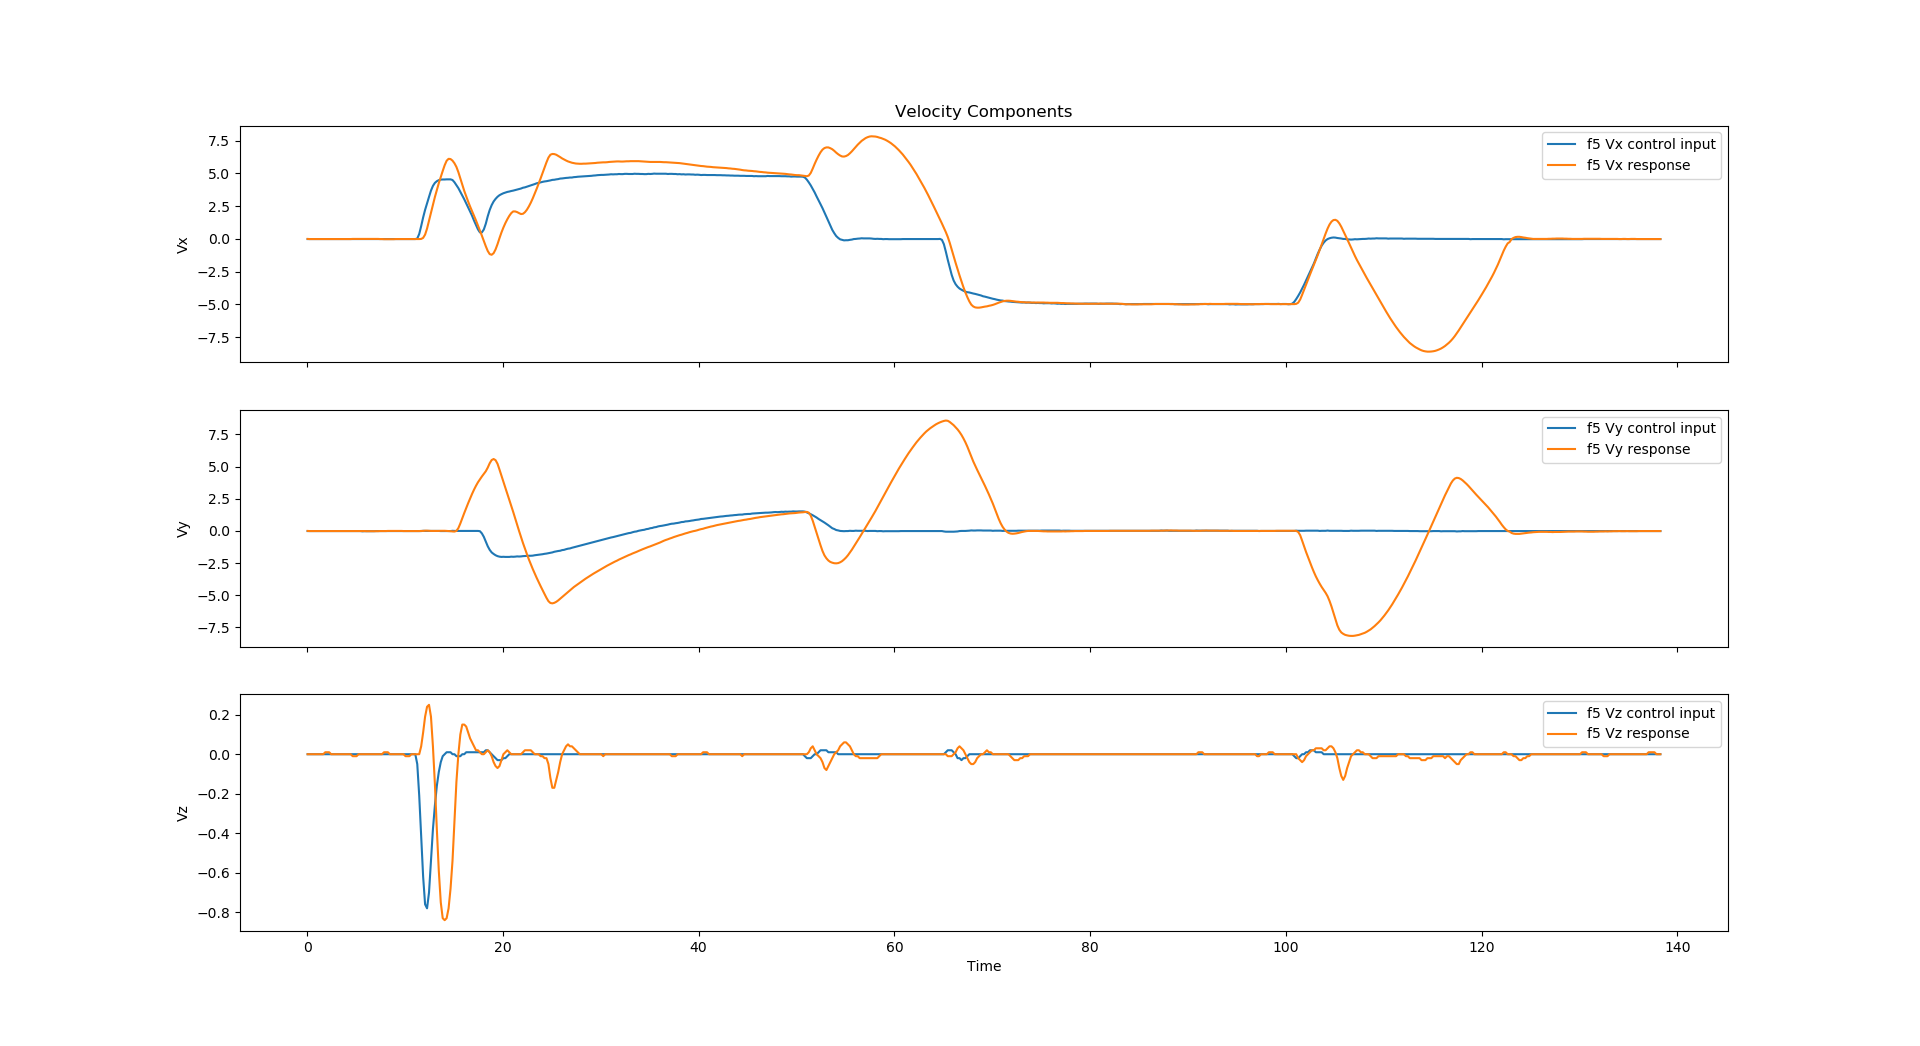 Velocity Components
7.5
5.0
2.5
0.0
−2.5
−5.0
−7.5
Vx
f5 Vx control input
f5 Vx response
7.5
5.0
2.5
0.0
−2.5
−5.0
−7.5
Vy
f5 Vy control input
f5 Vy response
0.2
0.0
−0.2
−0.4
−0.6
−0.8
Vz
f5 Vz control input
f5 Vz response
0 20 40 60 80 100 120 140
Time